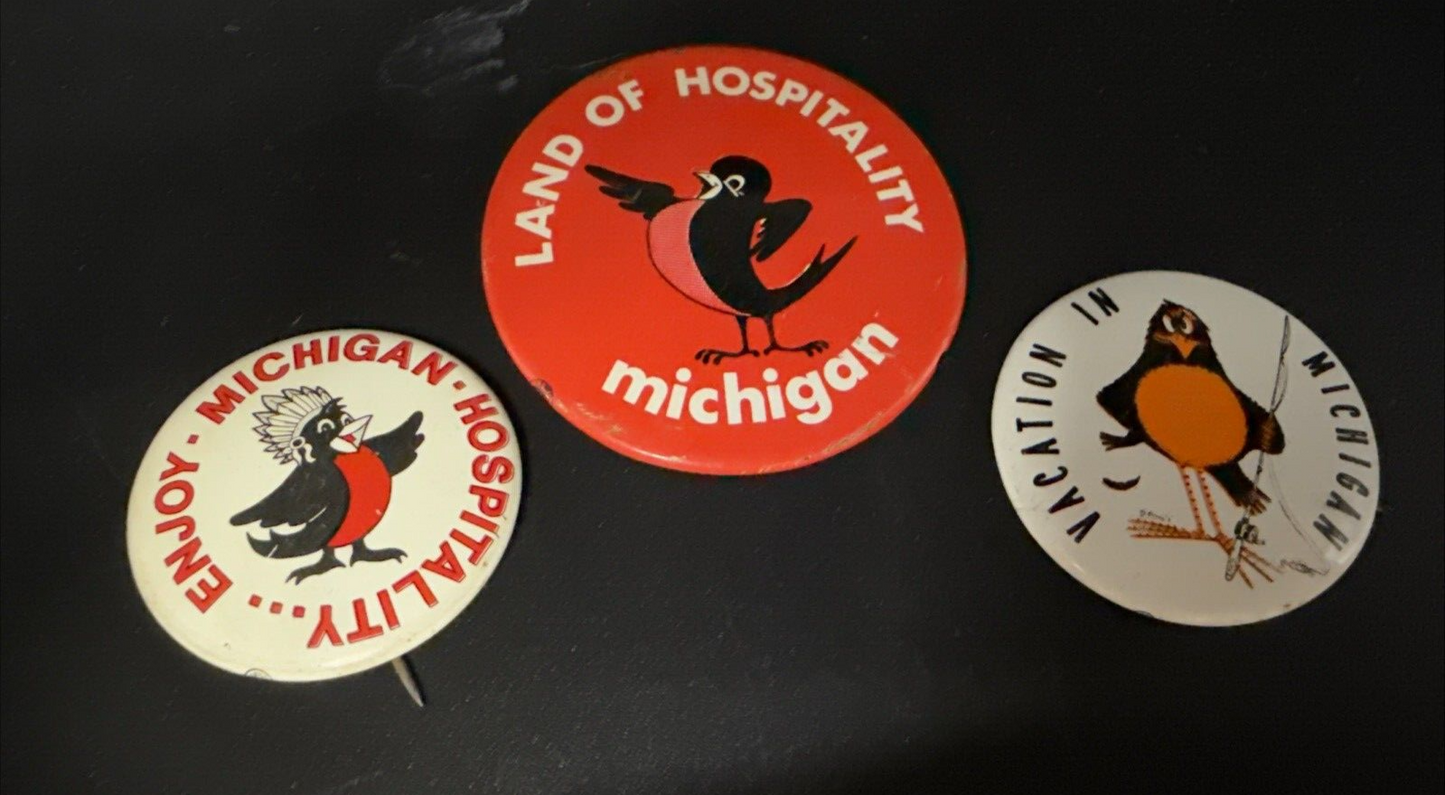 LAND OF HOSPITALITY
michigan
ENJOY · MICHIGAN · HOSPITALITY...
VACATION IN MICHIGAN